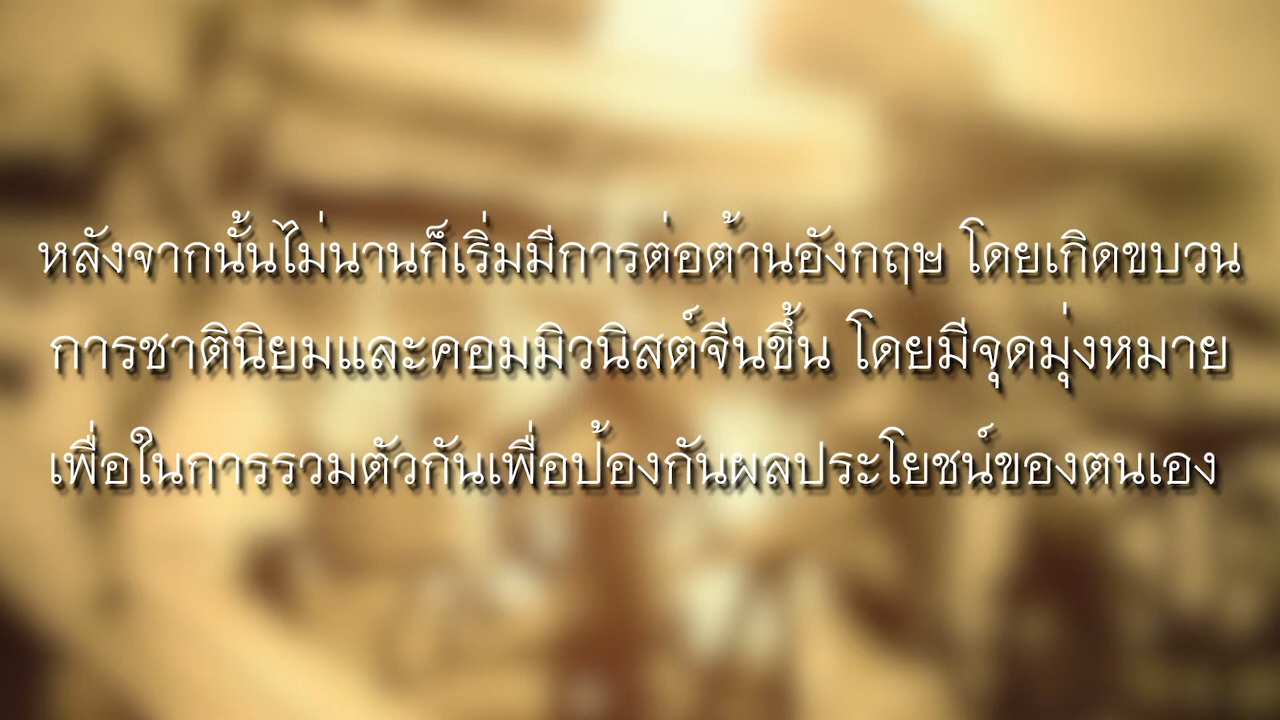 หลังจากนั้นไม่นานก็เริ่มมีการต่อต้านอังกฤษ โดยเกิดขบวน
การชาตินิยมและคอมมิวนิสต์จีนขึ้น โดยมีจุดมุ่งหมาย
เพื่อในการรวมตัวกันเพื่อป้องกันผลประโยชน์ของตนเอง